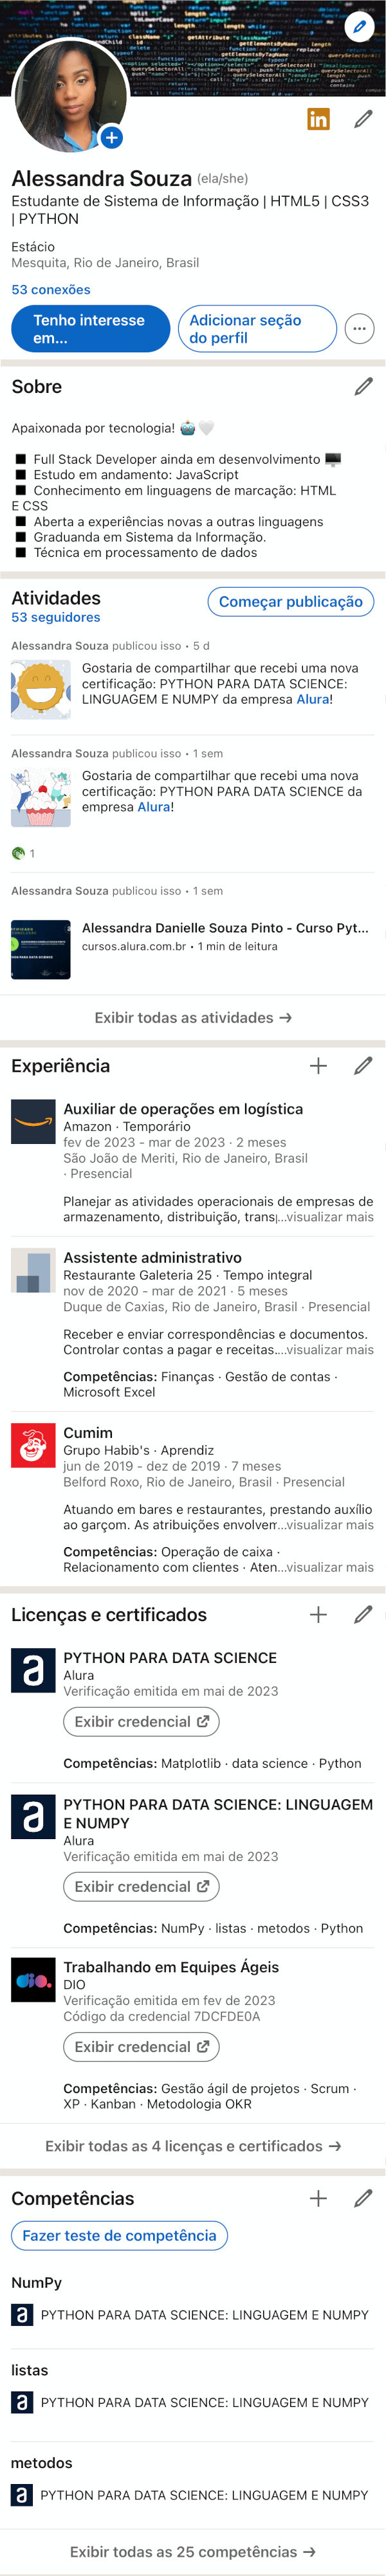 Alessandra Souza (ela/she)
Estudante de Sistema de Informação | HTML5 | CSS3
| PYTHON
Estácio
Mesquita, Rio de Janeiro, Brasil
53 conexões
Tenho interesse
em...
Adicionar seção
do perfil
Sobre
Apaixonada por tecnologia! 🤖🤍
◼ Full Stack Developer ainda em desenvolvimento 🖥
◼ Estudo em andamento: JavaScript
◼ Conhecimento em linguagens de marcação: HTML
E CSS
◼ Aberta a experiências novas a outras linguagens
◼ Graduanda em Sistema da Informação.
◼ Técnica em processamento de dados
Atividades
53 seguidores
Começar publicação
Alessandra Souza publicou isso • 5 d
Gostaria de compartilhar que recebi uma nova
certificação: PYTHON PARA DATA SCIENCE:
LINGUAGEM E NUMPY da empresa Alura!
Alessandra Souza publicou isso • 1 sem
Gostaria de compartilhar que recebi uma nova
certificação: PYTHON PARA DATA SCIENCE da
empresa Alura!
1
Alessandra Souza publicou isso • 1 sem
Alessandra Danielle Souza Pinto - Curso Pyt...
cursos.alura.com.br • 1 min de leitura
Exibir todas as atividades →
Experiência
Auxiliar de operações em logística
Amazon · Temporário
fev de 2023 - mar de 2023 · 2 meses
São João de Meriti, Rio de Janeiro, Brasil
· Presencial
Planejar as atividades operacionais de empresas de
armazenamento, distribuição, trans...visualizar mais
Assistente administrativo
Restaurante Galeteria 25 · Tempo integral
nov de 2020 - mar de 2021 · 5 meses
Duque de Caxias, Rio de Janeiro, Brasil · Presencial
Receber e enviar correspondências e documentos.
Controlar contas a pagar e receitas....visualizar mais
Competências: Finanças · Gestão de contas ·
Microsoft Excel
Cumim
Grupo Habib's · Aprendiz
jun de 2019 - dez de 2019 · 7 meses
Belford Roxo, Rio de Janeiro, Brasil · Presencial
Atuando em bares e restaurantes, prestando auxílio
ao garçom. As atribuições envolvem...visualizar mais
Competências: Operação de caixa ·
Relacionamento com clientes · Aten...visualizar mais
Licenças e certificados
PYTHON PARA DATA SCIENCE
Alura
Verificação emitida em mai de 2023
Exibir credencial
Competências: Matplotlib · data science · Python
PYTHON PARA DATA SCIENCE: LINGUAGEM
E NUMPY
Alura
Verificação emitida em mai de 2023
Exibir credencial
Competências: NumPy · listas · metodos · Python
Trabalhando em Equipes Ágeis
DIO
Verificação emitida em fev de 2023
Código da credencial 7DCFDE0A
Exibir credencial
Competências: Gestão ágil de projetos · Scrum ·
XP · Kanban · Metodologia OKR
Exibir todas as 4 licenças e certificados →
Competências
Fazer teste de competência
NumPy
PYTHON PARA DATA SCIENCE: LINGUAGEM E NUMPY
listas
PYTHON PARA DATA SCIENCE: LINGUAGEM E NUMPY
metodos
PYTHON PARA DATA SCIENCE: LINGUAGEM E NUMPY
Exibir todas as 25 competências →